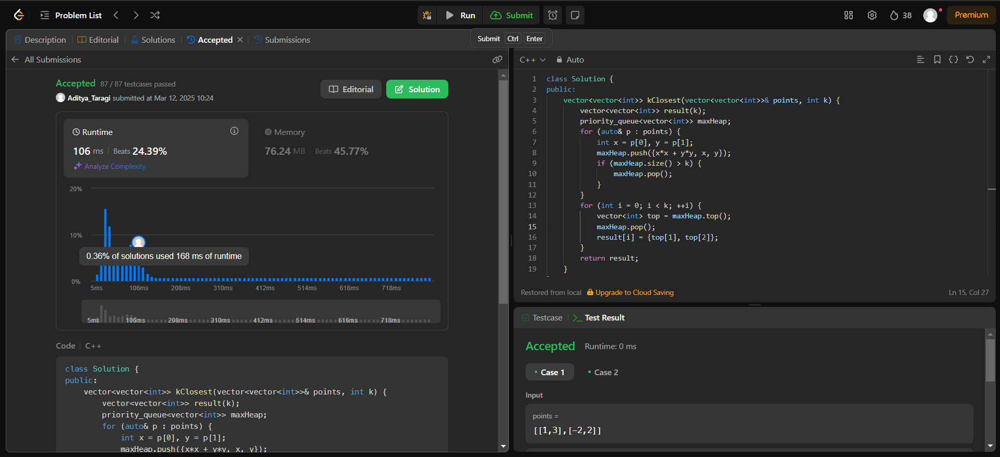 Problem List
Run
Submit
38
Premium
Description
Editorial
Solutions
Accepted
Submissions
Submit Ctrl Enter
All Submissions
Accepted 87 / 87 testcases passed
Aditya_Taragi submitted at Mar 12, 2025 10:24
Editorial
Solution
Runtime
106 ms Beats 24.39%
Analyze Complexity
Memory
76.24 MB Beats 45.77%
20%
10%
0%
0.36% of solutions used 168 ms of runtime
5ms 106ms 208ms 310ms 412ms 514ms 616ms 718ms
5ms 106ms 208ms 310ms 412ms 514ms 616ms 718ms
Code C++
class Solution {
public:
    vector<vector<int>> kClosest(vector<vector<int>>& points, int k) {
        vector<vector<int>> result(k);
        priority_queue<vector<int>> maxHeap;
        for (auto& p : points) {
            int x = p[0], y = p[1];
            maxHeap.push({x*x + y*y, x, y});
C++ Auto
1 class Solution {
2 public:
3     vector<vector<int>> kClosest(vector<vector<int>>& points, int k) {
4         vector<vector<int>> result(k);
5         priority_queue<vector<int>> maxHeap;
6         for (auto& p : points) {
7             int x = p[0], y = p[1];
8             maxHeap.push({x*x + y*y, x, y});
9             if (maxHeap.size() > k) {
10                 maxHeap.pop();
11             }
12         }
13         for (int i = 0; i < k; ++i) {
14             vector<int> top = maxHeap.top();
15             maxHeap.pop();
16             result[i] = {top[1], top[2]};
17         }
18         return result;
19     }
Restored from local Upgrade to Cloud Saving
Ln 15, Col 27
Testcase
Test Result
Accepted Runtime: 0 ms
Case 1
Case 2
Input
points =
[[1,3],[-2,2]]